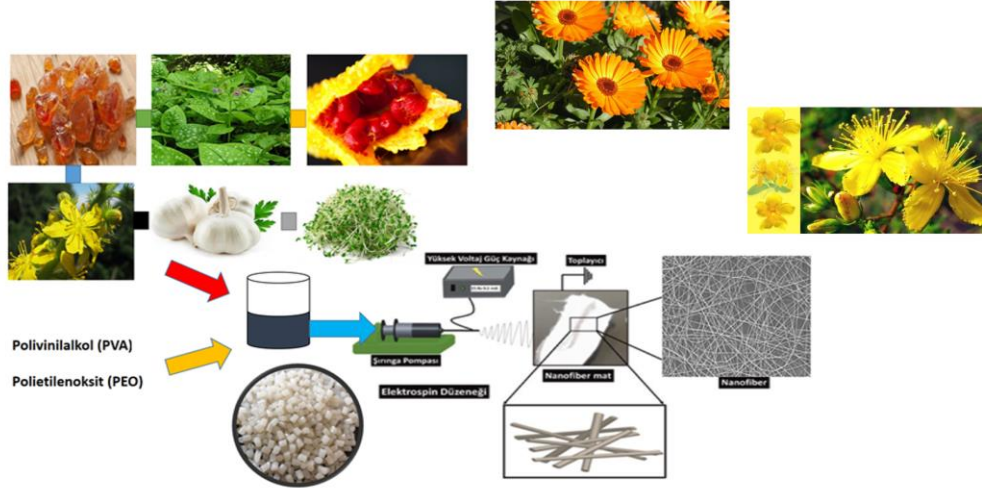 Yüksek Voltaj Güç Kaynağı
Toplayıcı
Polivinilalkol (PVA)
Polietilenoksit (PEO)
Şırınga Pompası
Elektrospin Düzeneği
Nanofiber mat
Nanofiber